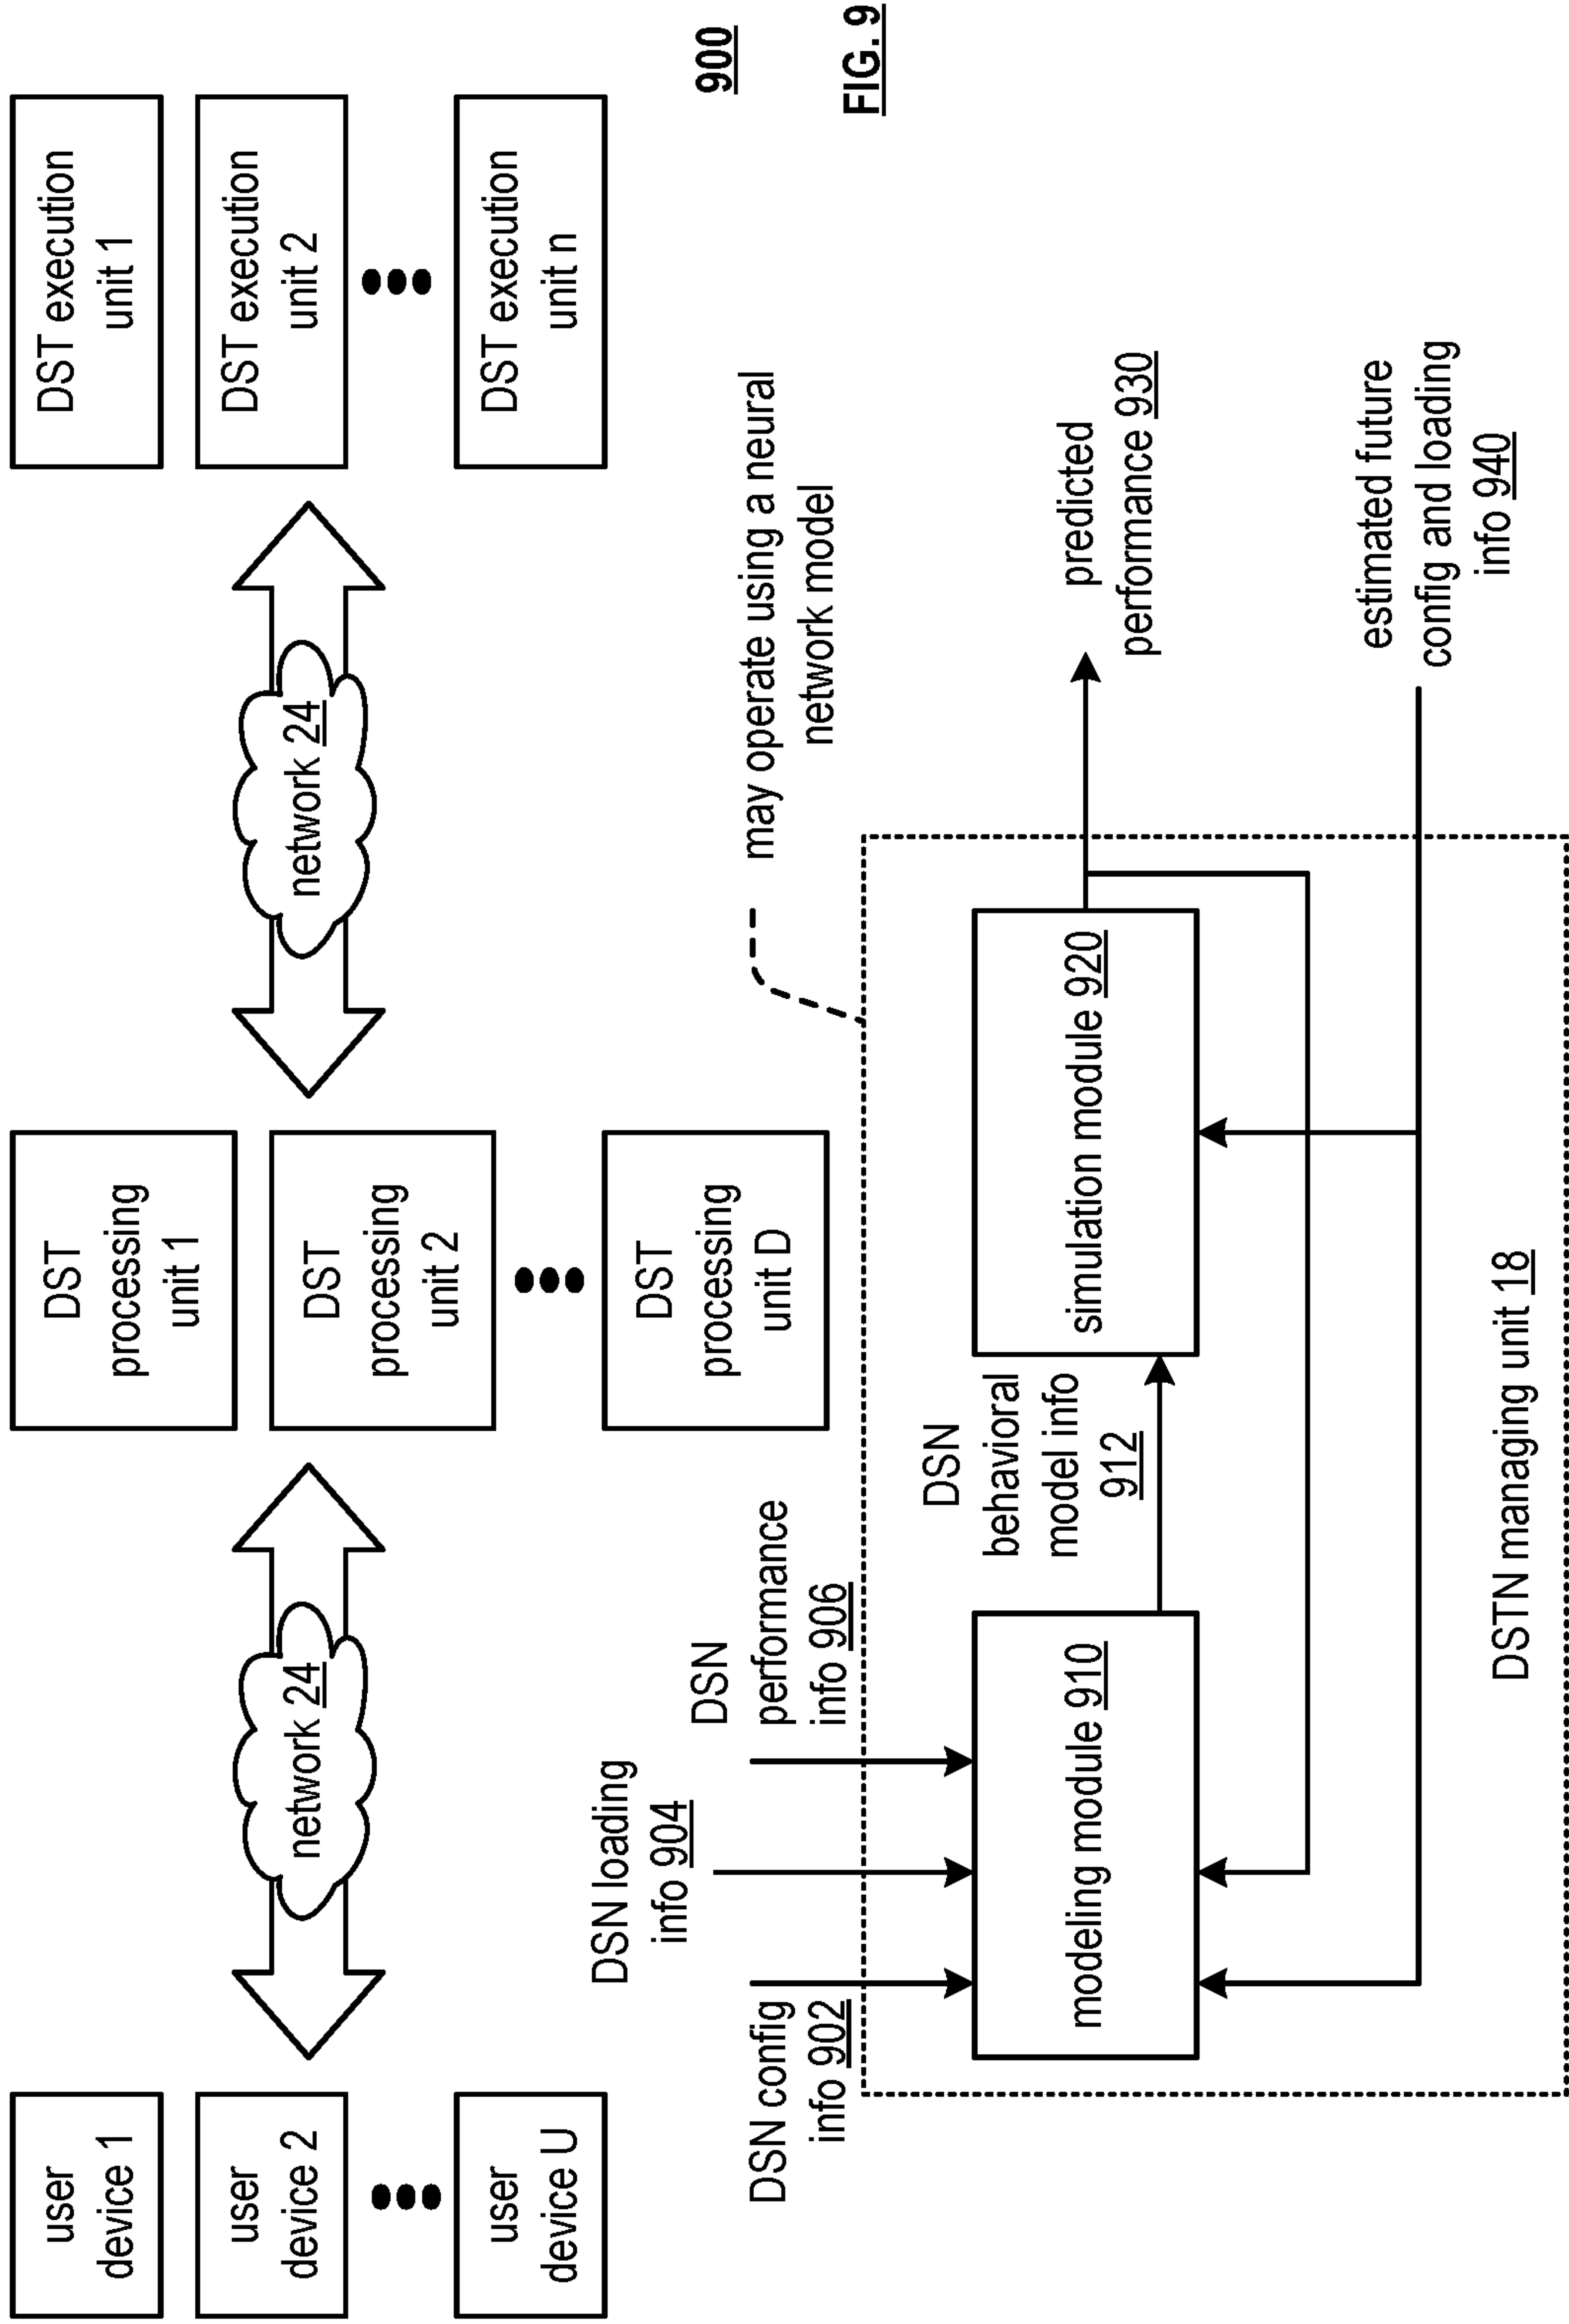 user
device 1
user
device 2
user
device U
network 24
DST
processing
unit 1
DST
processing
unit 2
DST
processing
unit D
network 24
DST execution
unit 1
DST execution
unit 2
DST execution
unit n
DSN config
info 902
DSN loading
info 904
DSN
performance
info 906
may operate using a neural
network model
modeling module 910
DSN
behavioral
model info
912
simulation module 920
predicted
performance 930
estimated future
config and loading
info 940
DSTN managing unit 18
900
FIG. 9